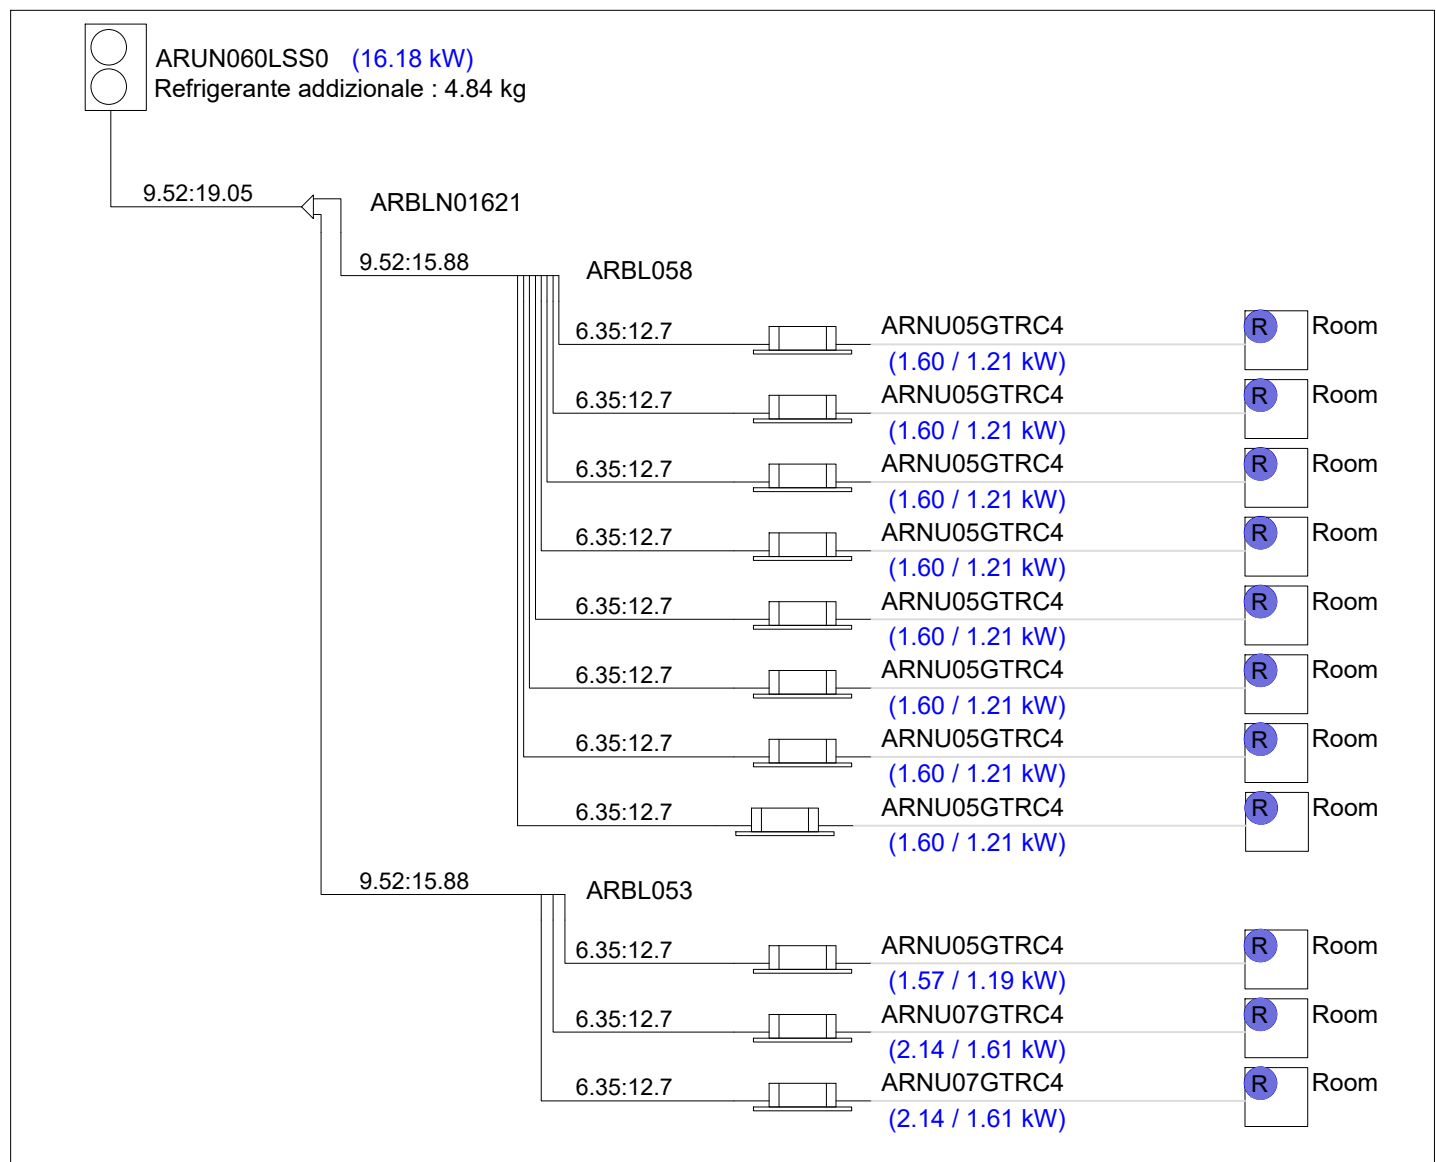 ARUN060LSS0 (16.18 kW)
Refrigerante addizionale : 4.84 kg
9.52:19.05
ARBLN01621
9.52:15.88
ARBL058
6.35:12.7
ARNU05GTRC4
(1.60 / 1.21 kW)
R Room
6.35:12.7
ARNU05GTRC4
(1.60 / 1.21 kW)
R Room
6.35:12.7
ARNU05GTRC4
(1.60 / 1.21 kW)
R Room
6.35:12.7
ARNU05GTRC4
(1.60 / 1.21 kW)
R Room
6.35:12.7
ARNU05GTRC4
(1.60 / 1.21 kW)
R Room
6.35:12.7
ARNU05GTRC4
(1.60 / 1.21 kW)
R Room
6.35:12.7
ARNU05GTRC4
(1.60 / 1.21 kW)
R Room
6.35:12.7
ARNU05GTRC4
(1.60 / 1.21 kW)
R Room
9.52:15.88
ARBL053
6.35:12.7
ARNU05GTRC4
(1.57 / 1.19 kW)
R Room
6.35:12.7
ARNU07GTRC4
(2.14 / 1.61 kW)
R Room
6.35:12.7
ARNU07GTRC4
(2.14 / 1.61 kW)
R Room